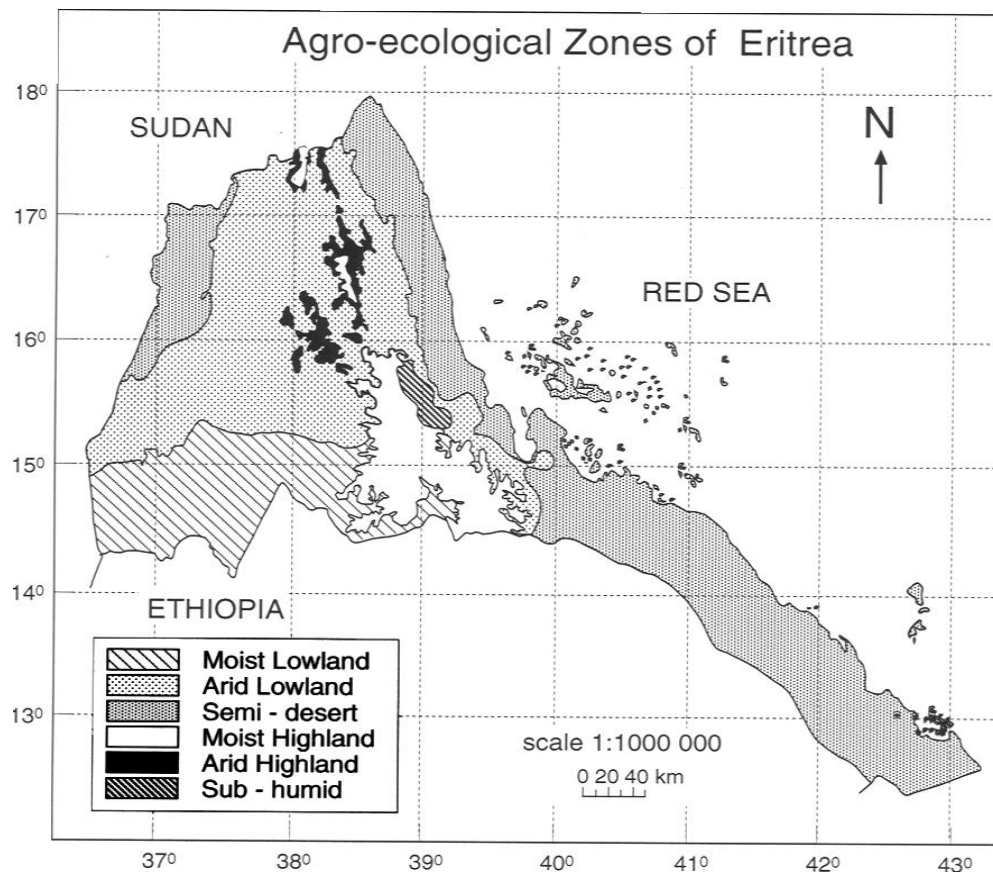 Agro-ecological Zones of Eritrea
18⁰
SUDAN
N
17⁰
RED SEA
16⁰
15⁰
14⁰
ETHIOPIA
Moist Lowland
Arid Lowland
Semi - desert
Moist Highland
Arid Highland
Sub - humid
13⁰
scale 1:1000 000
0 20 40 km
12⁰
37⁰ 38⁰ 39⁰ 40⁰ 41⁰ 42⁰ 43⁰